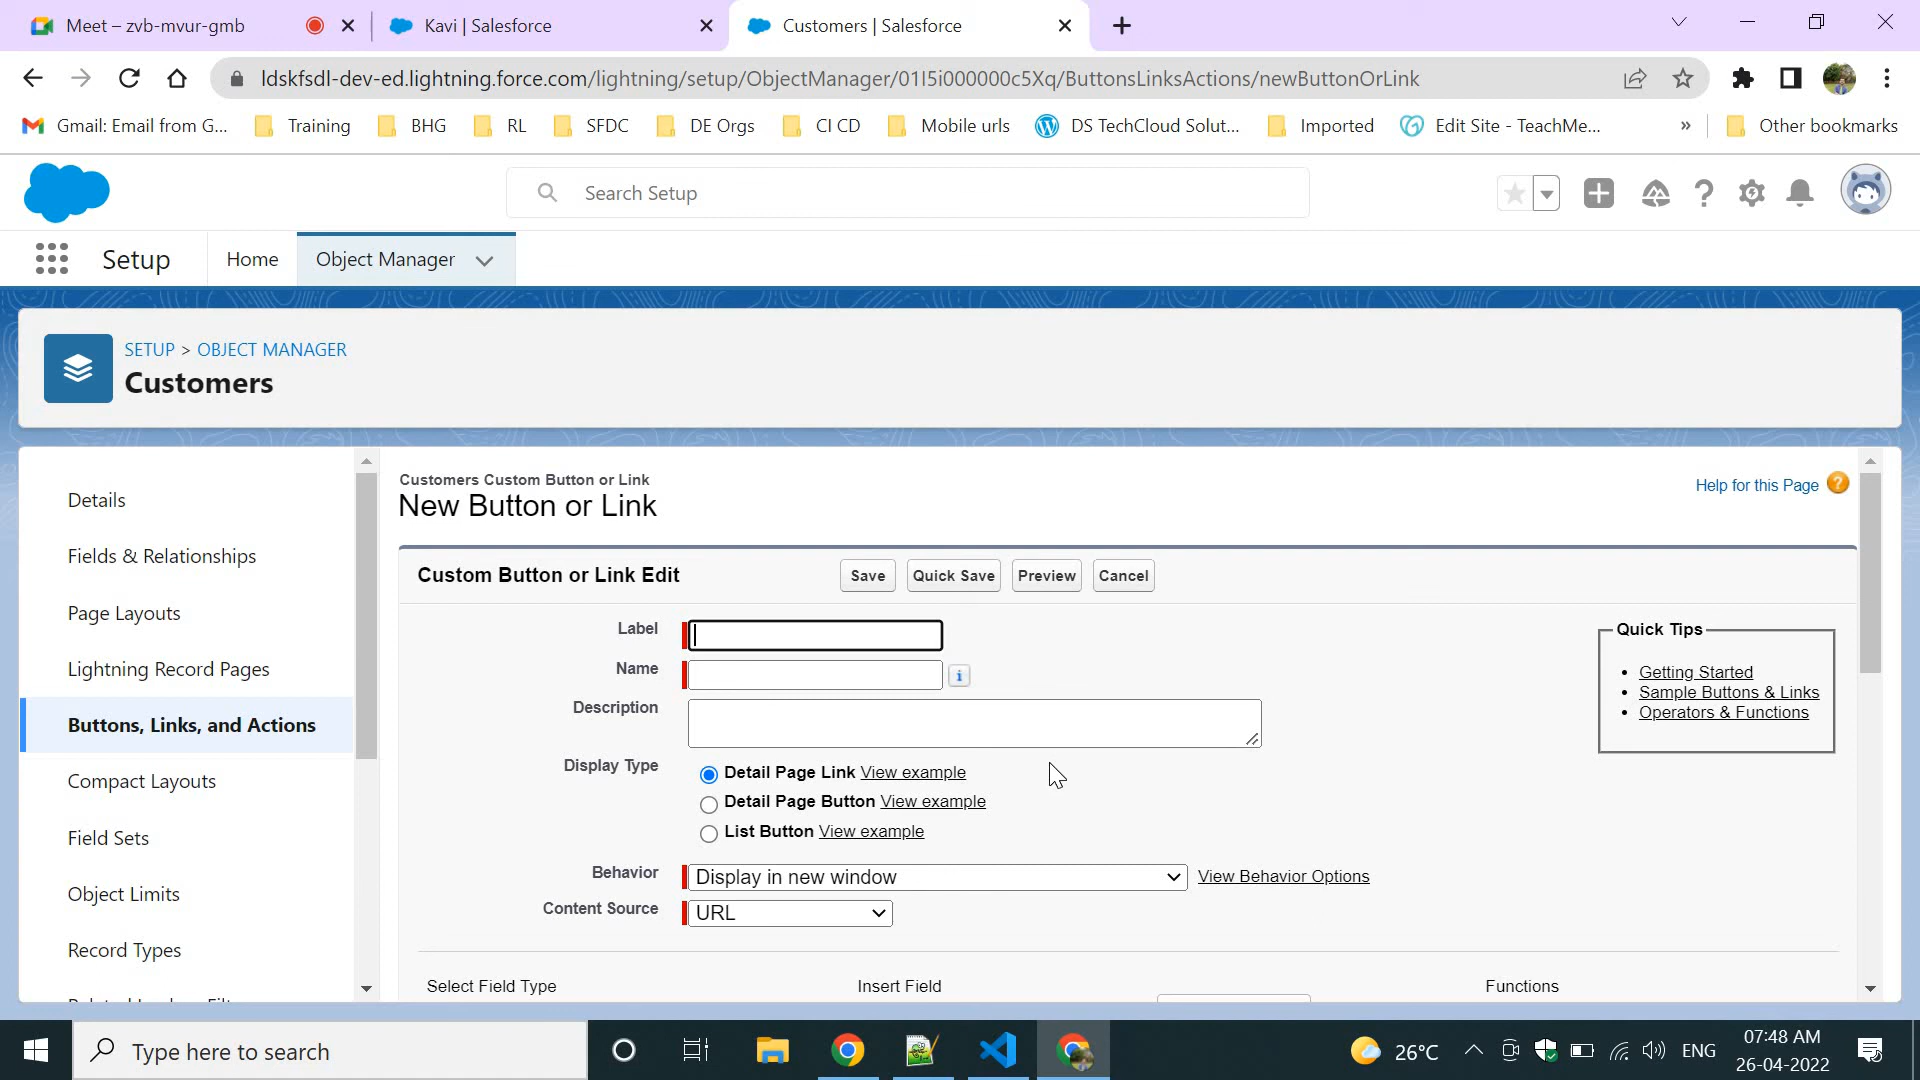 Meet – zvb-mvur-gmb
Kavi | Salesforce
Customers | Salesforce
ldskfsdl-dev-ed.lightning.force.com/lightning/setup/ObjectManager/01I5i000000c5Xq/ButtonsLinksActions/newButtonOrLink
Gmail: Email from G...
Training
BHG
RL
SFDC
DE Orgs
CI CD
Mobile urls
DS TechCloud Solut...
Imported
Edit Site - TeachMe...
»
Other bookmarks
Search Setup
Setup
Home
Object Manager
SETUP > OBJECT MANAGER
Customers
Details
Fields & Relationships
Page Layouts
Lightning Record Pages
Buttons, Links, and Actions
Compact Layouts
Field Sets
Object Limits
Record Types
Customers Custom Button or Link
New Button or Link
Help for this Page
Custom Button or Link Edit
Save
Quick Save
Preview
Cancel
Label
Name
Description
Display Type
Detail Page Link View example
Detail Page Button View example
List Button View example
Behavior
Display in new window
View Behavior Options
Content Source
URL
Quick Tips
Getting Started
Sample Buttons & Links
Operators & Functions
Select Field Type
Insert Field
Functions
Type here to search
26°C
ENG
07:48 AM
26-04-2022